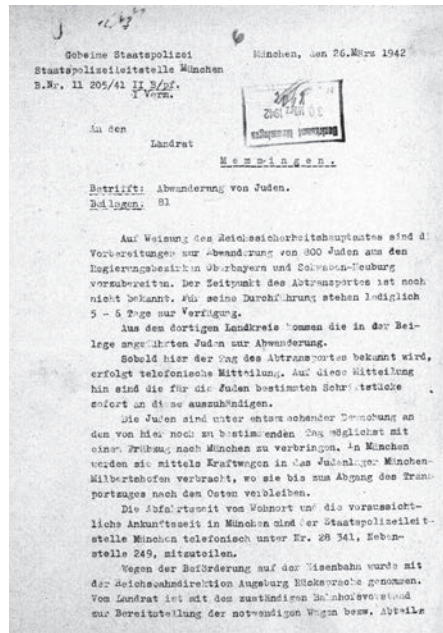 6
Geheime Staatspolizei München, den 26.März 1942
Staatspolizeileitstelle München
B.Nr. 11 205/41 II B/pf.
I Verm.
30. März 1942
An den
Landrat
Memmingen.
Betrifft: Abwanderung von Juden.
Beilagen: 81
Auf Weisung des Reichssicherheitshauptamtes sind d
Vorbereitungen zur Abwanderung von 800 Juden aus den
Regierungsbezirken Oberbayern und Schwaben-Neuburg
vorzubereiten. Der Zeitpunkt des Abtransportes ist noch
nicht bekannt. Für seine Durchführung stehen lediglich
5 - 6 Tage zur Verfügung.
Aus dem dortigen Landkreis kommen die in der Bei-
lage angeführten Juden zur Abwanderung.
Sobald hier der Tag des Abtransportes bekannt wird,
erfolgt telefonische Mitteilung. Auf diese Mitteilung
hin sind die für die Juden bestimmten Schriftstücke
sofort an diese auszuhändigen.
Die Juden sind unter entsprechender Bewachung an
dem von hier noch zu bestimmenden Tag möglichst mit
einem Frühzug nach München zu verbringen. In München
werden sie mittels Kraftwagen in das Judenlager München-
Milbertshofen verbracht, wo sie bis zum Abgang des Trans-
portzuges nach dem Osten verbleiben.
Die Abfahrtszeit vom Wohnort und die voraussicht-
liche Ankunftszeit in München sind der Staatspolizeileit-
stelle München telefonisch unter Nr. 28 341, Neben-
stelle 249, mitzuteilen.
Wegen der Beförderung auf der Eisenbahn wurde mit
der Reichsbahndirektion Augsburg Rücksprache genommen.
Vom Landrat ist mit dem zuständigen Bahnhofsvorstand
zur Bereitstellung der notwendigen Wagen bezw. Abteile